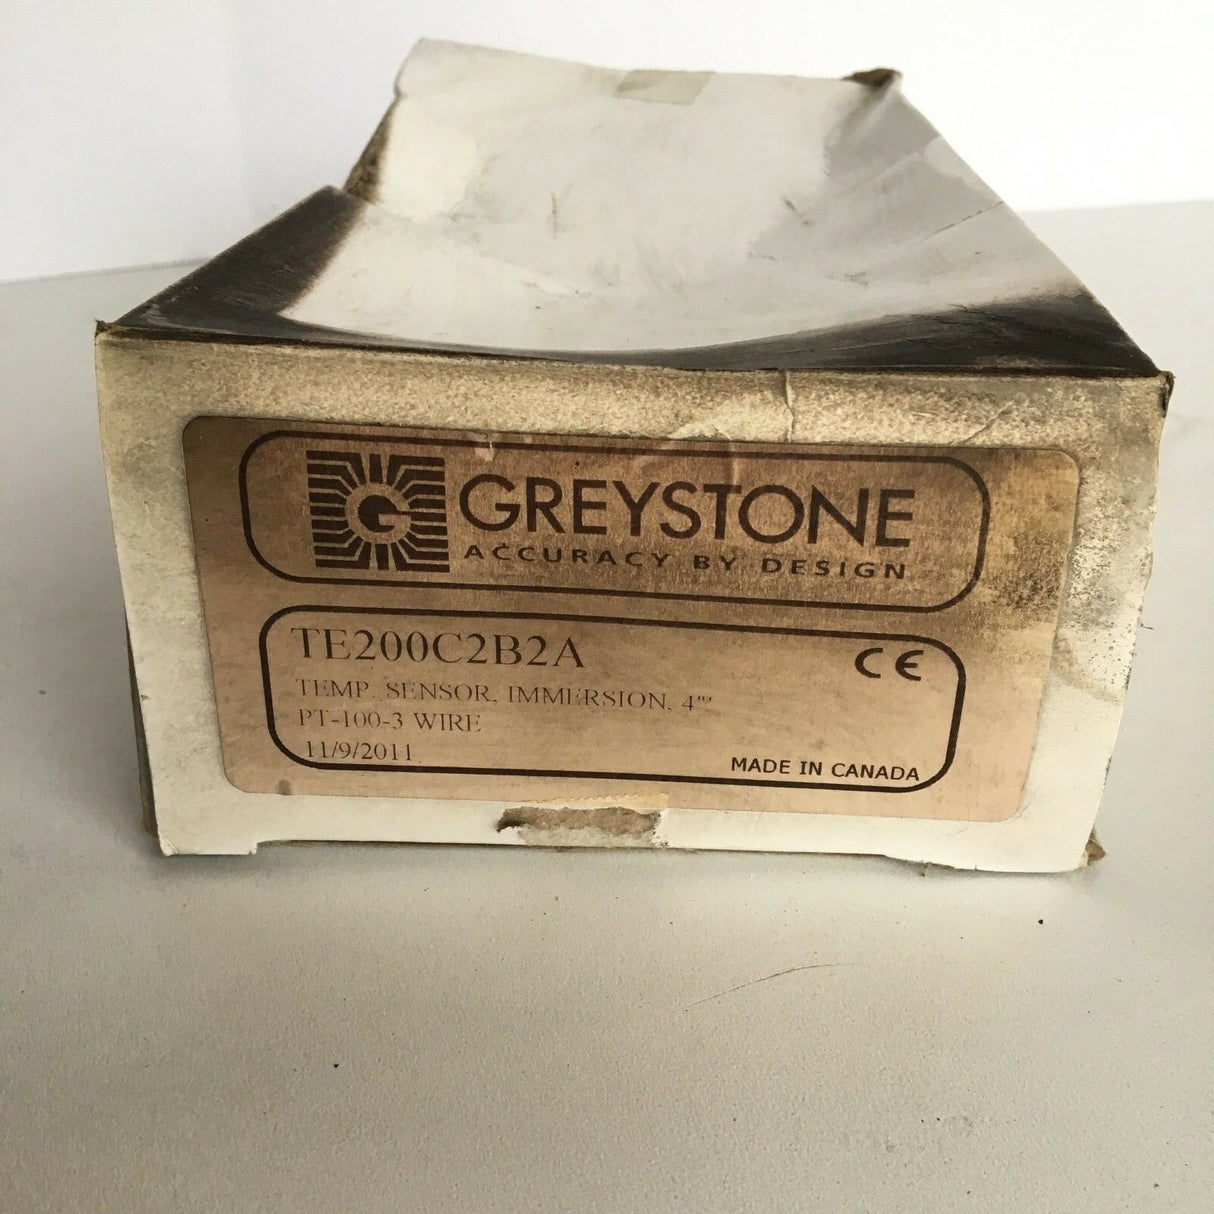 G
GREYSTONE
ACCURACY BY DESIGN
TE200C2B2A
CE
TEMP. SENSOR, IMMERSION, 4""
PT-100-3 WIRE
11/9/2011
MADE IN CANADA